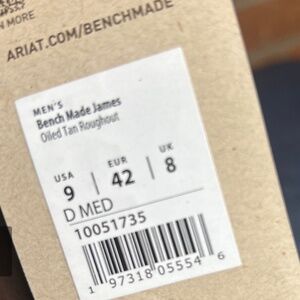 N MORE
ARIAT.COM/BENCHMADE
MEN'S
Bench Made James
Oiled Tan Roughout
USA EUR UK
9 | 42 | 8
D MED
10051735
1 97318 05554 6